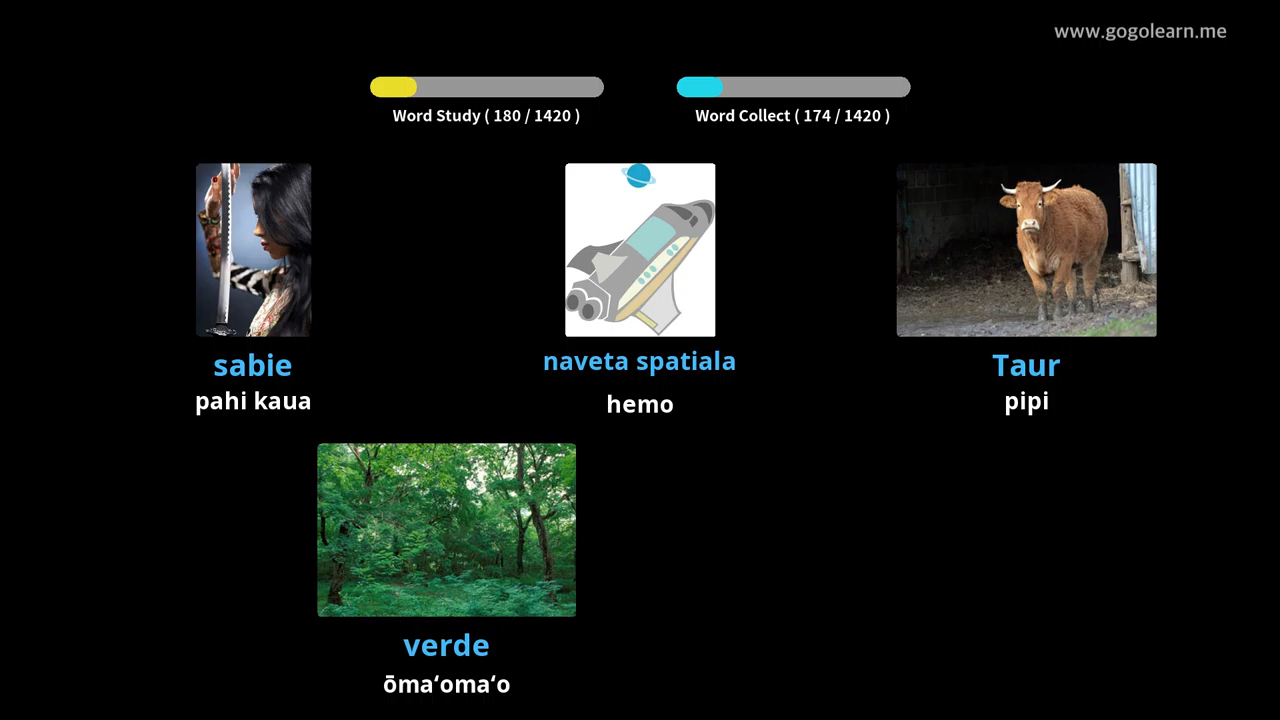 www.gogolearn.me
Word Study ( 180 / 1420 )
Word Collect ( 174 / 1420 )
sabie
pahi kaua
naveta spatiala
hemo
Taur
pipi
verde
ōmaʻomaʻo